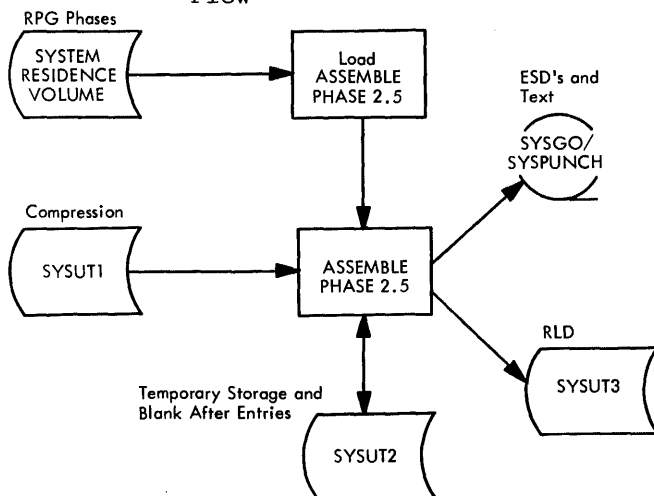 RPG Phases
SYSTEM
RESIDENCE
VOLUME
Load
ASSEMBLE
PHASE 2.5
ESD's and
Text
SYSGO/
SYSPUNCH
Compression
SYSUT1
ASSEMBLE
PHASE 2.5
RLD
SYSUT3
Temporary Storage and
Blank After Entries
SYSUT2